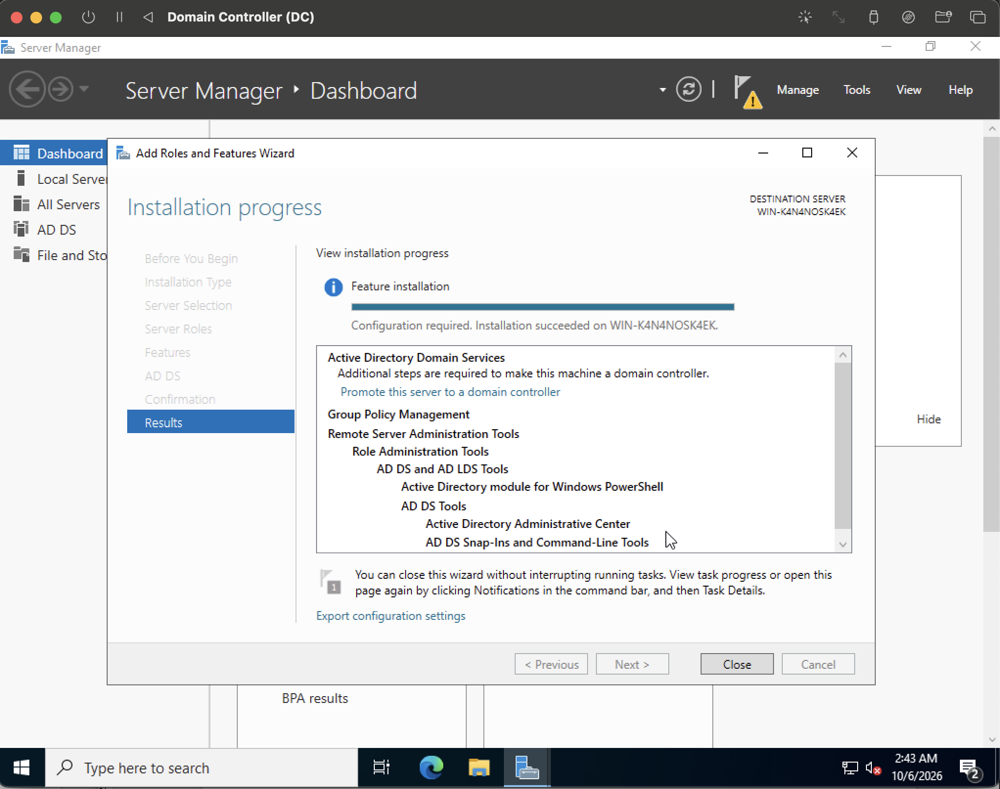 Domain Controller (DC)
Server Manager
Server Manager
Dashboard
Manage
Tools
View
Help
Dashboard
Local Server
All Servers
AD DS
File and Sto
Add Roles and Features Wizard
Installation progress
DESTINATION SERVER
WIN-K4N4NOSK4EK
Before You Begin
Installation Type
Server Selection
Server Roles
Features
AD DS
Confirmation
Results
View installation progress
Feature installation
Configuration required. Installation succeeded on WIN-K4N4NOSK4EK.
Active Directory Domain Services
Additional steps are required to make this machine a domain controller.
Promote this server to a domain controller
Group Policy Management
Remote Server Administration Tools
Role Administration Tools
AD DS and AD LDS Tools
Active Directory module for Windows PowerShell
AD DS Tools
Active Directory Administrative Center
AD DS Snap-Ins and Command-Line Tools
1
You can close this wizard without interrupting running tasks. View task progress or open this
page again by clicking Notifications in the command bar, and then Task Details.
Export configuration settings
< Previous
Next >
Close
Cancel
Hide
BPA results
Type here to search
2:43 AM
10/6/2026
2